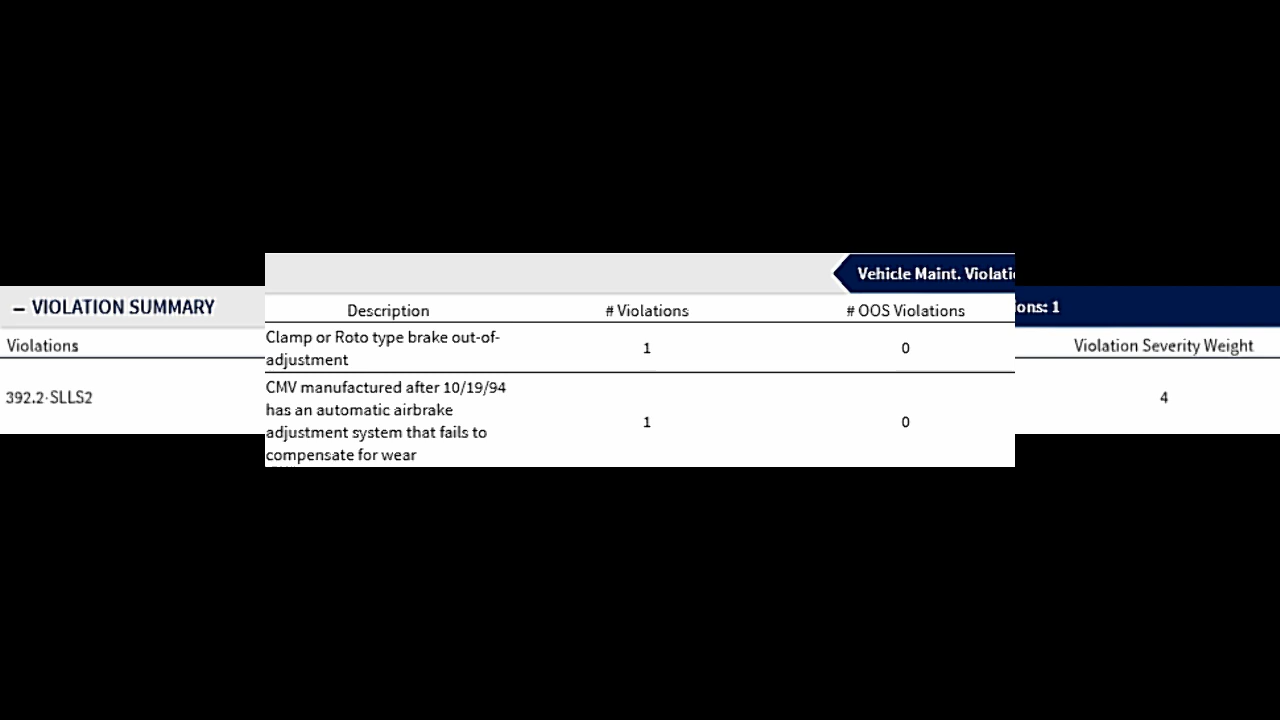 Vehicle Maint. Violati
– VIOLATION SUMMARY
ions: 1
Description # Violations # OOS Violations
Violations
Violation Severity Weight
Clamp or Roto type brake out-of-
adjustment
1 0
CMV manufactured after 10/19/94
has an automatic airbrake
adjustment system that fails to
compensate for wear
1 0
392.2-SLLS2
4